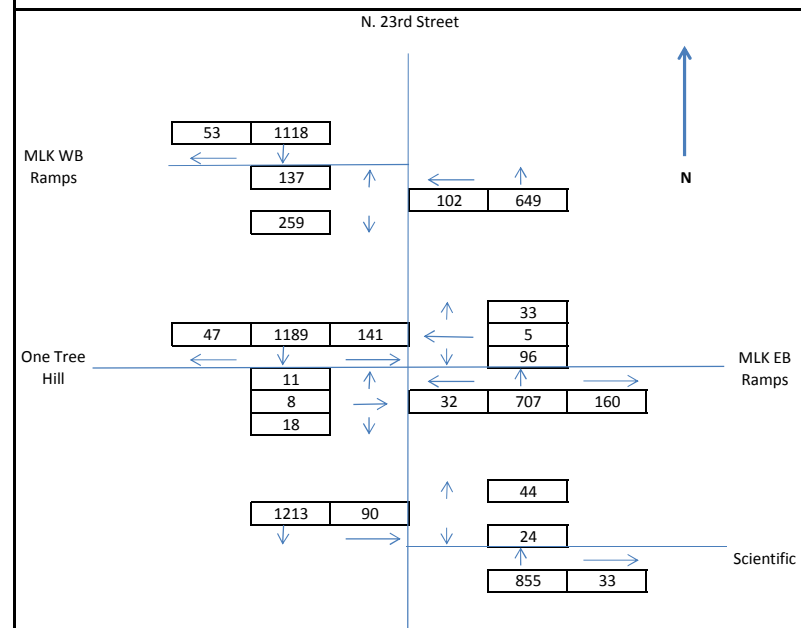 N. 23rd Street
53 1118
MLK WB
Ramps
137
N
102 649
259
33
47 1189 141
5
One Tree
Hill
96
MLK EB
Ramps
11
8
32 707 160
18
44
1213 90
24
Scientific
855 33